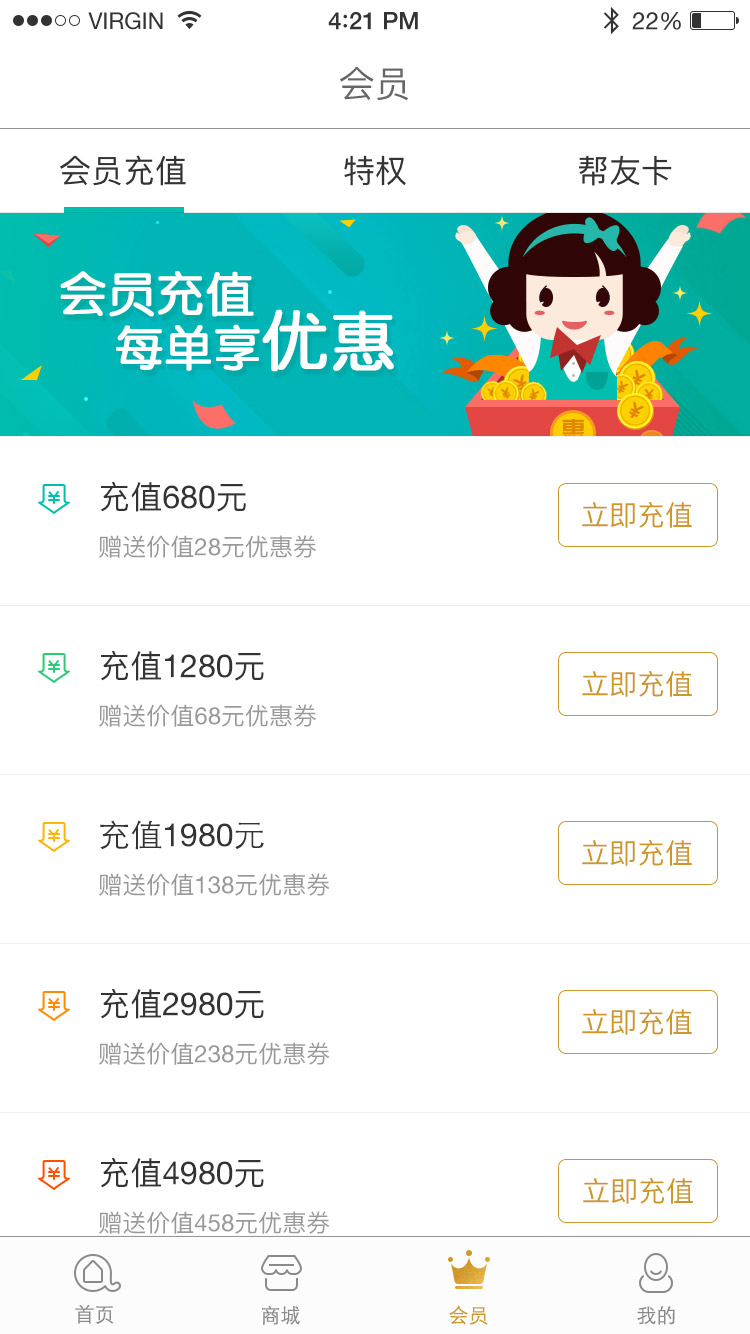 VIRGIN 4:21 PM 22%
会员
会员充值 特权 帮友卡
会员充值
每单享优惠
惠
充值680元
赠送价值28元优惠券
立即充值
充值1280元
赠送价值68元优惠券
立即充值
充值1980元
赠送价值138元优惠券
立即充值
充值2980元
赠送价值238元优惠券
立即充值
充值4980元
赠送价值458元优惠券
立即充值
首页 商城 会员 我的